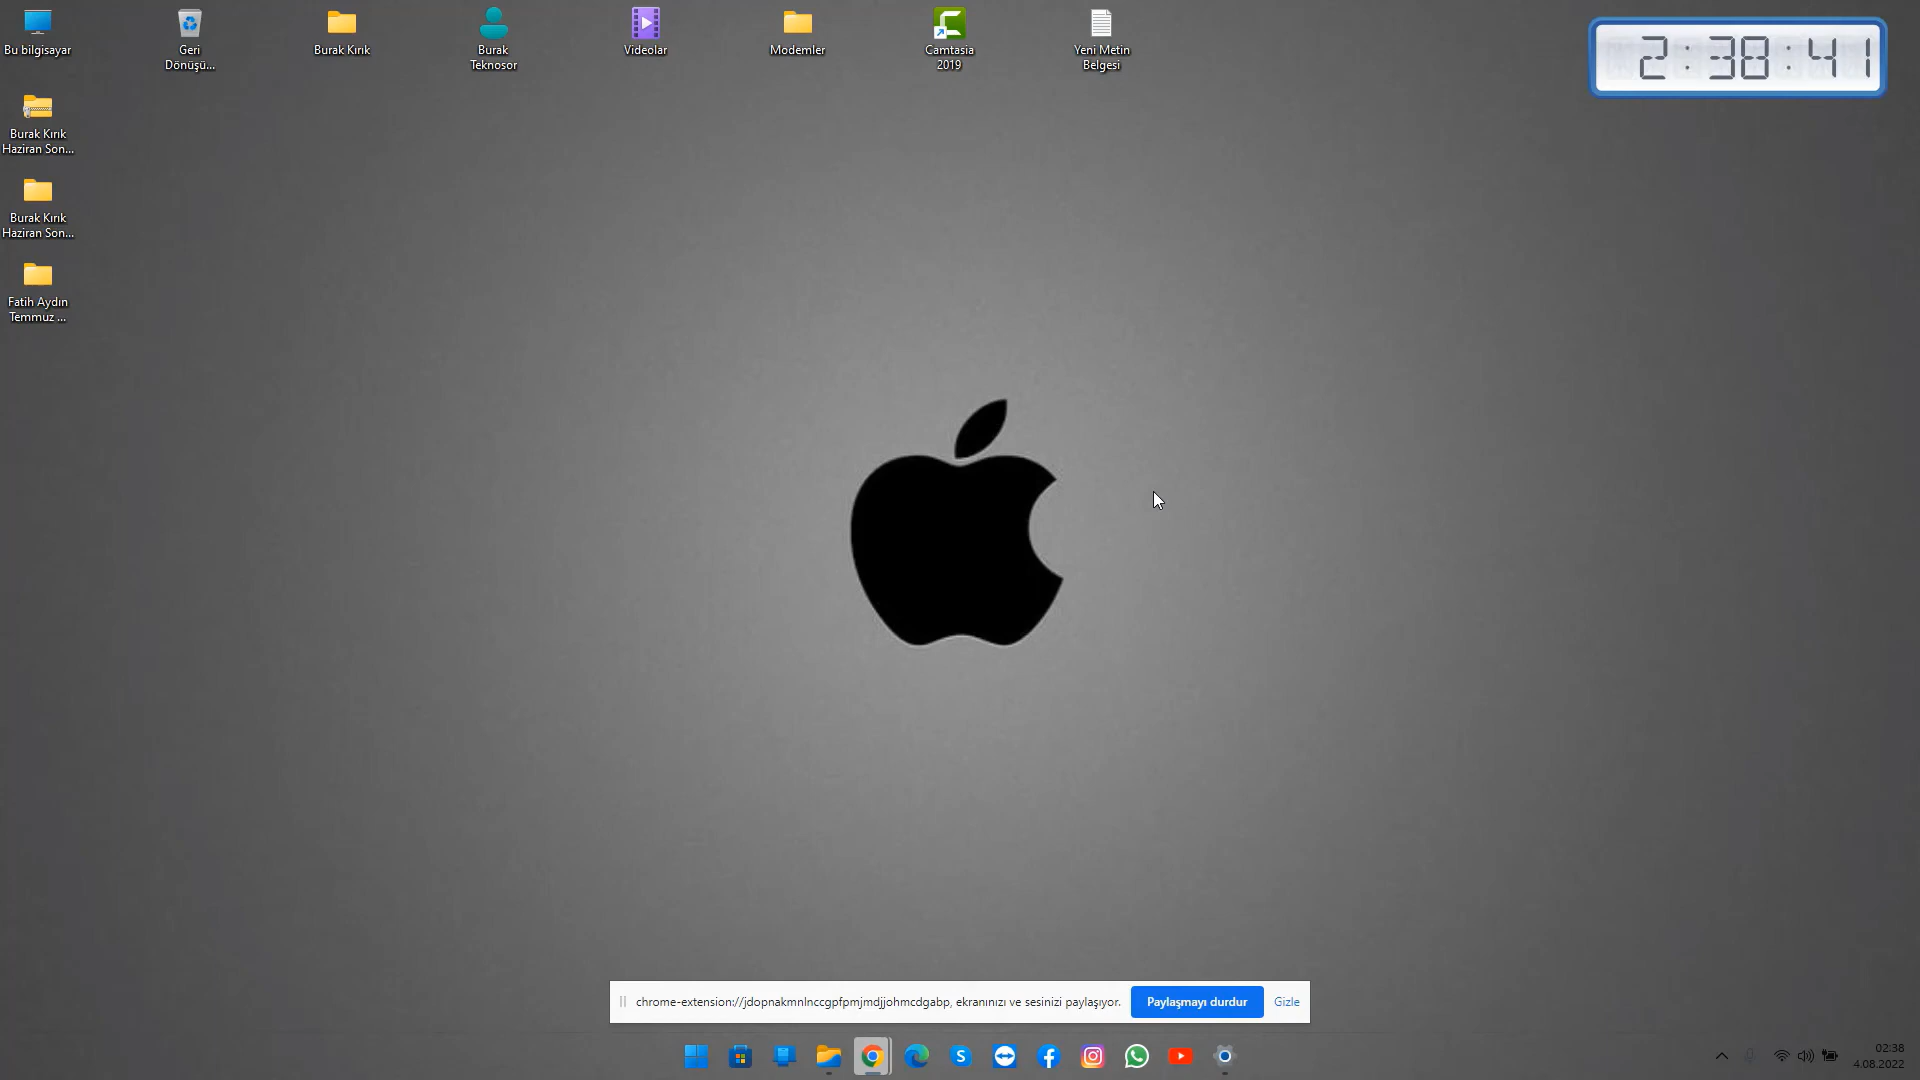 Bu bilgisayar
Geri
Dönüşü...
Burak Kırık
Burak
Teknosor
Videolar
Modemler
Camtasia
2019
Yeni Metin
Belgesi
2:38:41
Burak Kırık
Haziran Son...
Burak Kırık
Haziran Son...
Fatih Aydın
Temmuz ...
chrome-extension://jdopnakmnlnccgpfpmjmdjjohmcdgabp, ekranınızı ve sesinizi paylaşıyor.
Paylaşmayı durdur
Gizle
02:38
4.08.2022